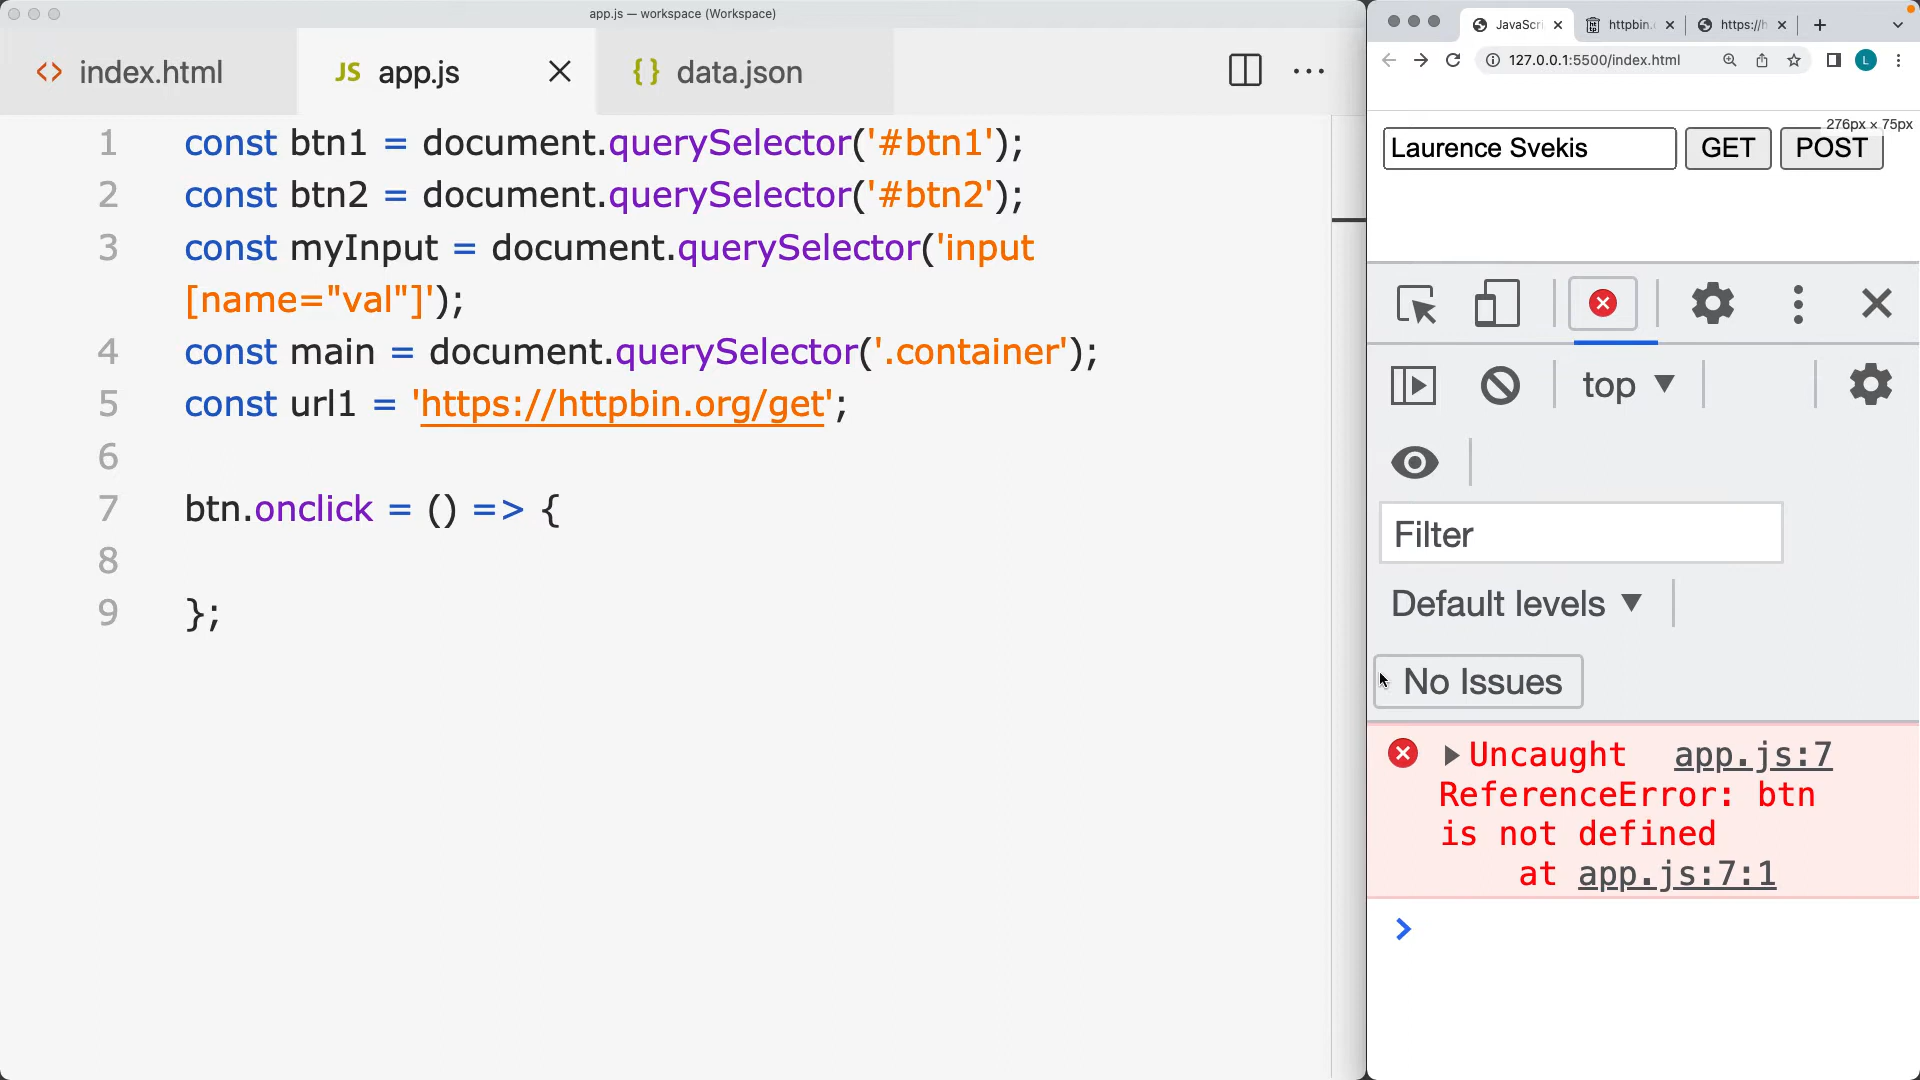 app.js — workspace (Workspace)
index.html
JS app.js
data.json
1 const btn1 = document.querySelector('#btn1');
2 const btn2 = document.querySelector('#btn2');
3 const myInput = document.querySelector('input
[name="val"]');
4 const main = document.querySelector('.container');
5 const url1 = 'https://httpbin.org/get';
6
7 btn.onclick = () => {
8
9 };
JavaScri
httpbin.
https://h
127.0.0.1:5500/index.html
L
276px × 75px
Laurence Svekis
GET
POST
top
Filter
Default levels
No Issues
Uncaught app.js:7
ReferenceError: btn
is not defined
at app.js:7:1